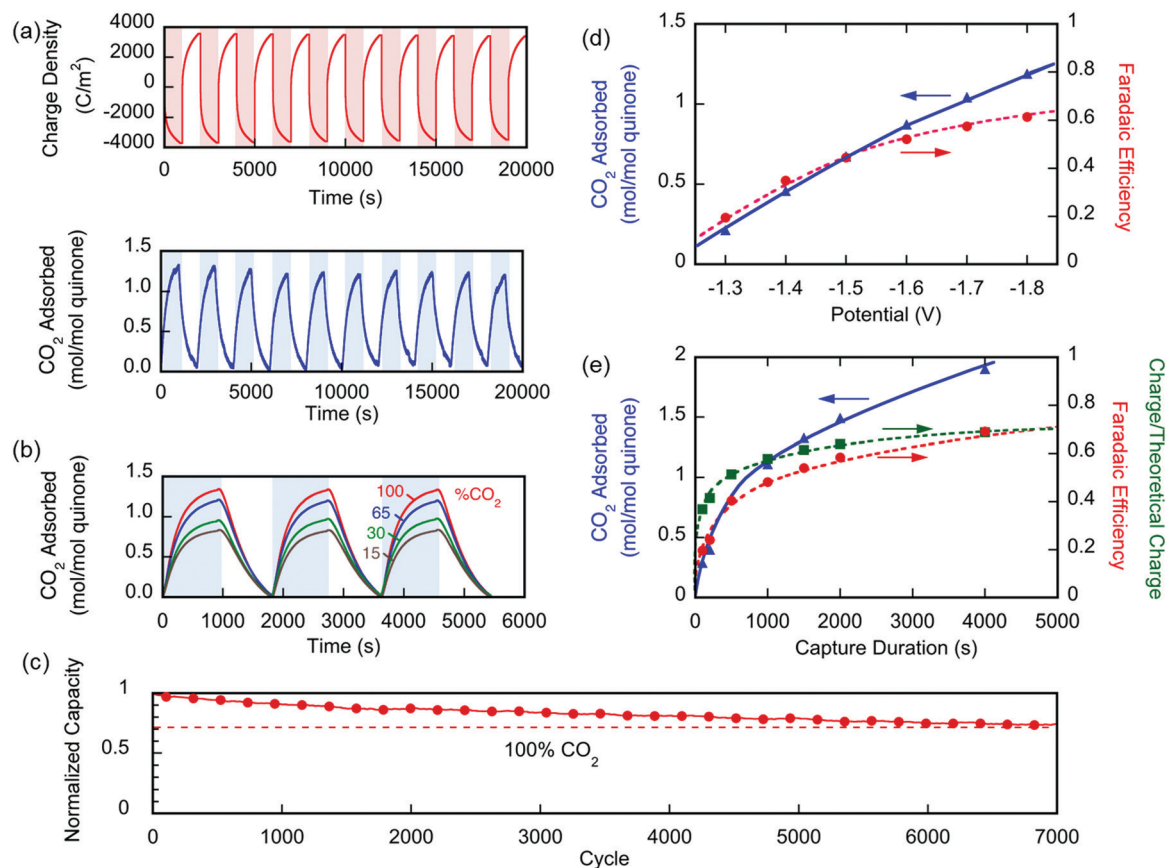 (a)
Charge Density
(C/m²)
4000
2000
0
-2000
-4000
0
5000
10000
15000
20000
Time (s)
CO₂ Adsorbed
(mol/mol quinone)
1.5
1.0
0.5
0.0
0
5000
10000
15000
20000
Time (s)
(b)
CO₂ Adsorbed
(mol/mol quinone)
1.5
1.0
0.5
0.0
100
%CO₂
65
30
15
0
1000
2000
3000
4000
5000
6000
Time (s)
(d)
CO₂ Adsorbed
(mol/mol quinone)
1.5
1
0.5
0
1
0.8
0.6
0.4
0.2
0
Faradaic Efficiency
-1.3
-1.4
-1.5
-1.6
-1.7
-1.8
Potential (V)
(e)
CO₂ Adsorbed
(mol/mol quinone)
2
1.5
1
0.5
0
1
0.8
0.6
0.4
0.2
0
Faradaic Efficiency
Charge/Theoretical Charge
0
1000
2000
3000
4000
5000
Capture Duration (s)
(c)
Normalized Capacity
1
0.5
0
100% CO₂
0
1000
2000
3000
4000
5000
6000
7000
Cycle